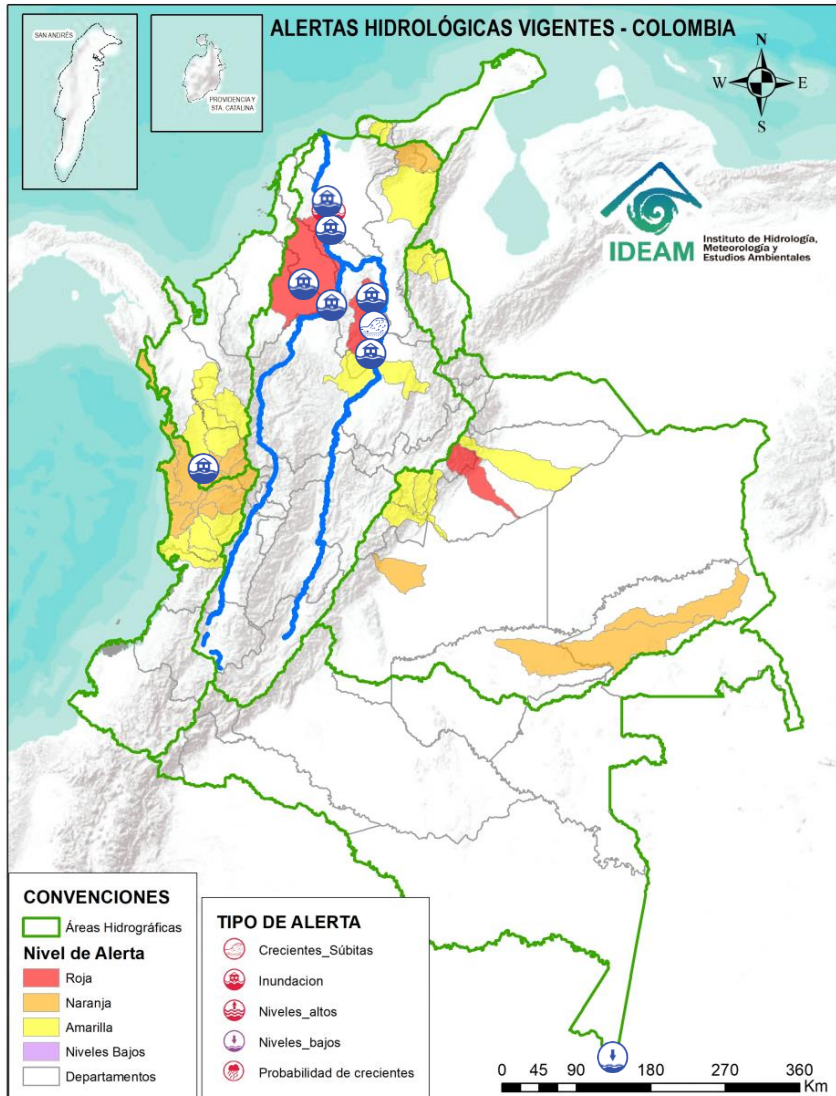 ALERTAS HIDROLÓGICAS VIGENTES - COLOMBIA
SAN ANDRÉS
PROVIDENCIA Y
STA. CATALINA
N
W
E
S
IDEAM
Instituto de Hidrología,
Meteorología y
Estudios Ambientales
CONVENCIONES
Áreas Hidrográficas
Nivel de Alerta
Roja
Naranja
Amarilla
Niveles Bajos
Departamentos
TIPO DE ALERTA
Crecientes_Súbitas
Inundacion
Niveles_altos
Niveles_bajos
Probabilidad de crecientes
0 45 90 180 270 360
Km